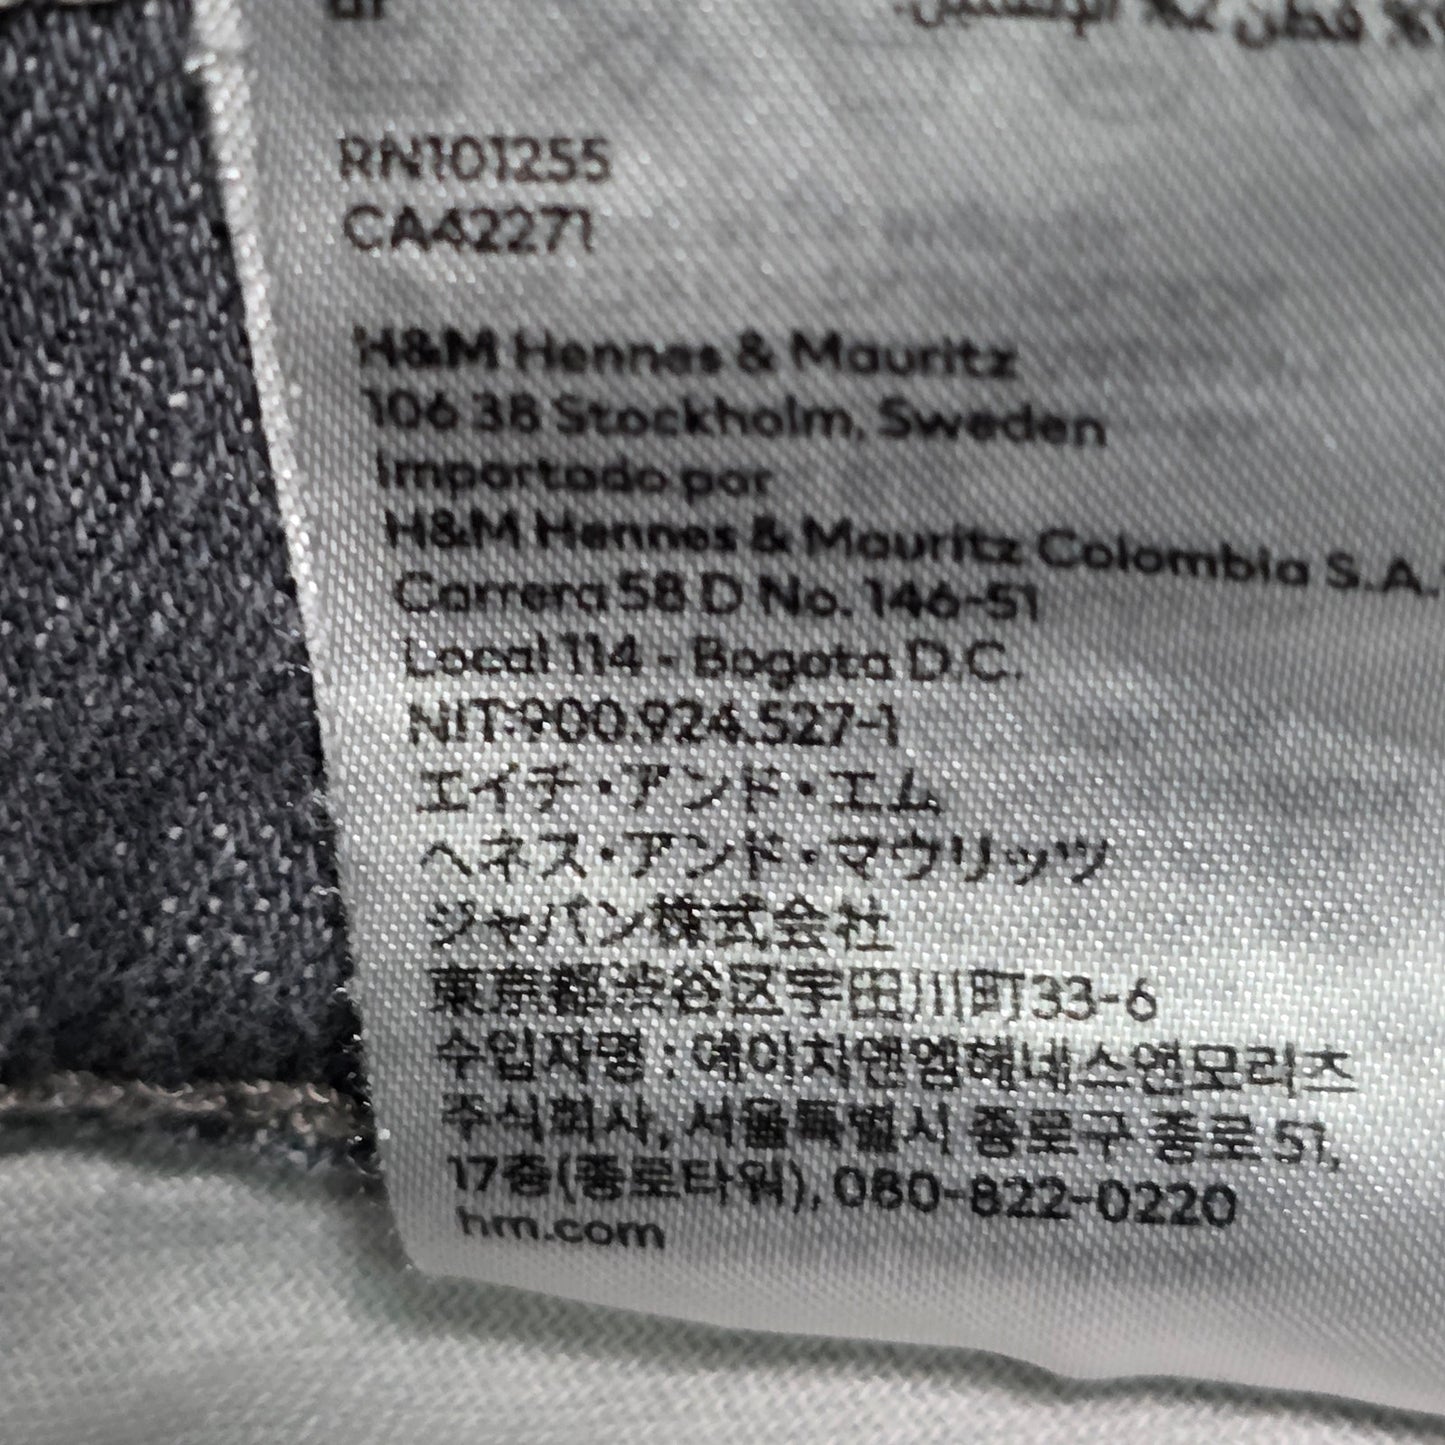 قطن 2% الإلستين.
RN101255
CA42271
H&M Hennes & Mauritz
106 38 Stockholm, Sweden
Importado por
H&M Hennes & Mauritz Colombia S.A.
Carrera 58 D No. 146-51
Local 114 - Bogota D.C.
NIT:900.924.527-1
エイチ・アンド・エム
ヘネス・アンド・マウリッツ
ジャパン株式会社
東京都渋谷区宇田川町33-6
수입자명 : 에이치앤엠헤네스앤모리츠
주식회사, 서울특별시 종로구 종로 51,
17층(종로타워), 080-822-0220
hm.com